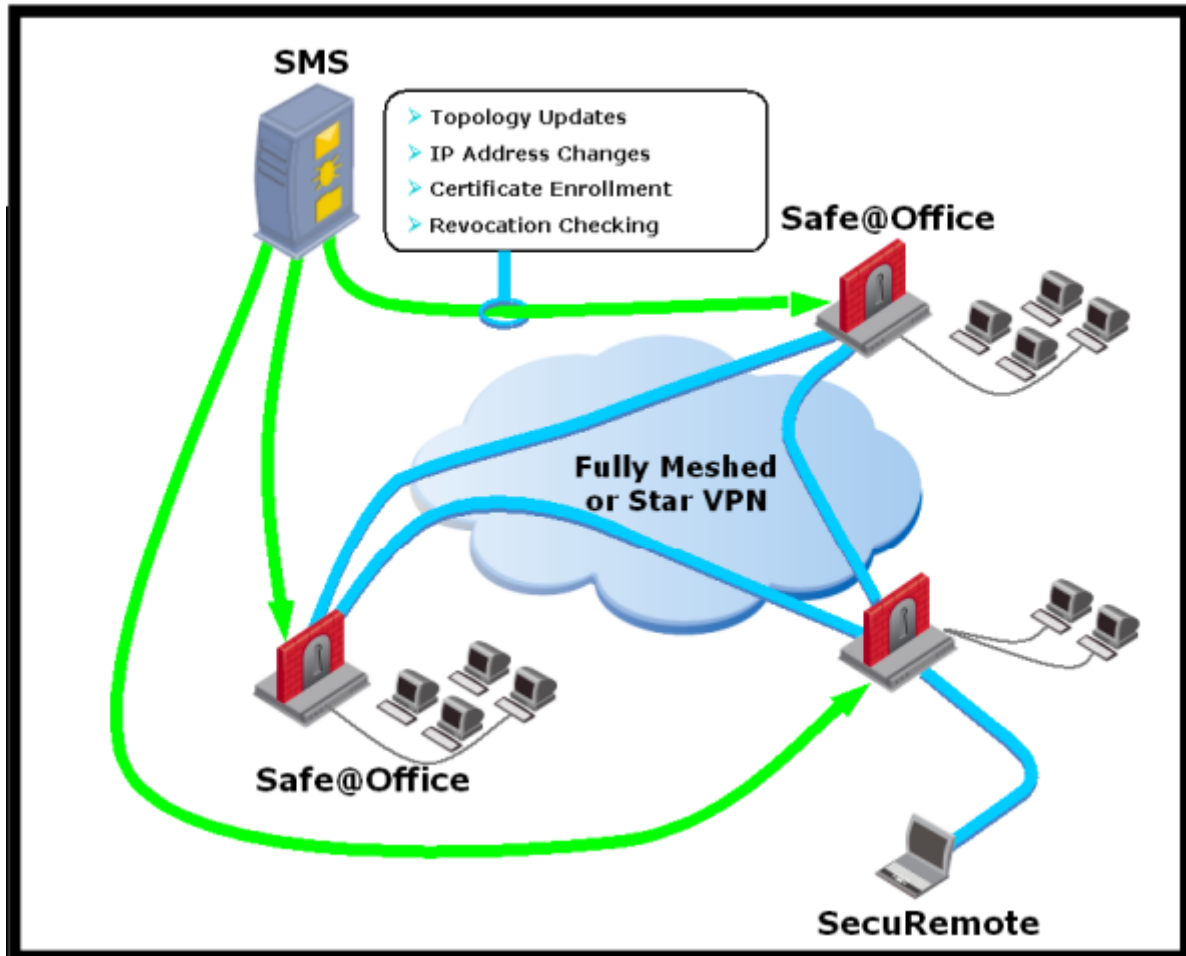 SMS
Topology Updates
IP Address Changes
Certificate Enrollment
Revocation Checking
Safe@Office
Fully Meshed
or Star VPN
Safe@Office
SecuRemote